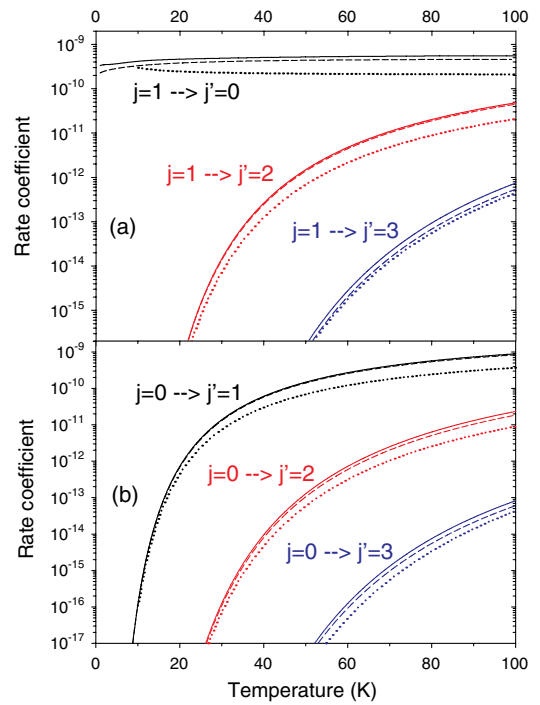 0 20 40 60 80 100
10⁻⁹
10⁻¹⁰
j=1 --> j'=0
10⁻¹¹
j=1 --> j'=2
10⁻¹²
10⁻¹³
(a)
j=1 --> j'=3
10⁻¹⁴
10⁻¹⁵
Rate coefficient
10⁻⁹
10⁻¹⁰
j=0 --> j'=1
10⁻¹¹
10⁻¹²
j=0 --> j'=2
10⁻¹³
(b)
10⁻¹⁴
j=0 --> j'=3
10⁻¹⁵
10⁻¹⁶
10⁻¹⁷
Rate coefficient
0 20 40 60 80 100
Temperature (K)